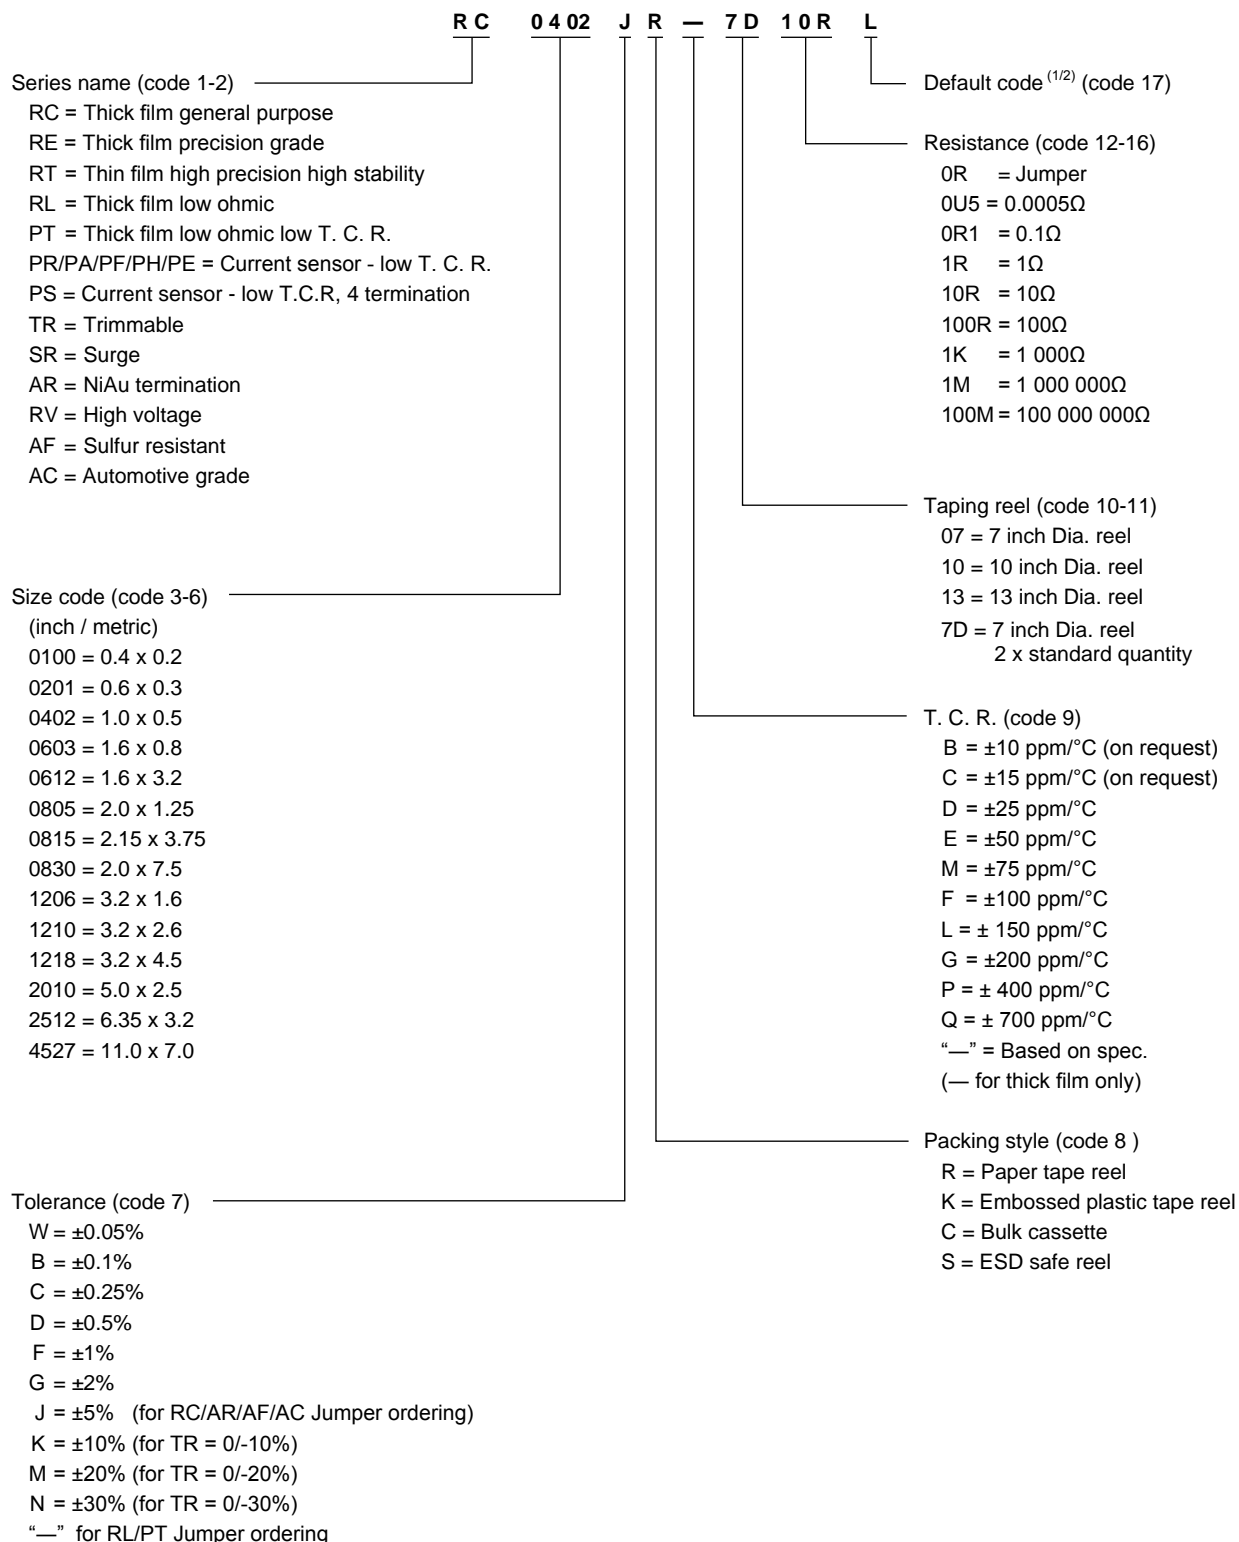 RC 0402 J R — 7D 10R L
Series name (code 1-2)
RC = Thick film general purpose
RE = Thick film precision grade
RT = Thin film high precision high stability
RL = Thick film low ohmic
PT = Thick film low ohmic low T. C. R.
PR/PA/PF/PH/PE = Current sensor - low T. C. R.
PS = Current sensor - low T.C.R, 4 termination
TR = Trimmable
SR = Surge
AR = NiAu termination
RV = High voltage
AF = Sulfur resistant
AC = Automotive grade
Size code (code 3-6)
(inch / metric)
0100 = 0.4 x 0.2
0201 = 0.6 x 0.3
0402 = 1.0 x 0.5
0603 = 1.6 x 0.8
0612 = 1.6 x 3.2
0805 = 2.0 x 1.25
0815 = 2.15 x 3.75
0830 = 2.0 x 7.5
1206 = 3.2 x 1.6
1210 = 3.2 x 2.6
1218 = 3.2 x 4.5
2010 = 5.0 x 2.5
2512 = 6.35 x 3.2
4527 = 11.0 x 7.0
Tolerance (code 7)
W = ±0.05%
B = ±0.1%
C = ±0.25%
D = ±0.5%
F = ±1%
G = ±2%
J = ±5% (for RC/AR/AF/AC Jumper ordering)
K = ±10% (for TR = 0/-10%)
M = ±20% (for TR = 0/-20%)
N = ±30% (for TR = 0/-30%)
“—” for RL/PT Jumper ordering
Default code (1/2) (code 17)
Resistance (code 12-16)
0R = Jumper
0U5 = 0.0005Ω
0R1 = 0.1Ω
1R = 1Ω
10R = 10Ω
100R = 100Ω
1K = 1 000Ω
1M = 1 000 000Ω
100M = 100 000 000Ω
Taping reel (code 10-11)
07 = 7 inch Dia. reel
10 = 10 inch Dia. reel
13 = 13 inch Dia. reel
7D = 7 inch Dia. reel
2 x standard quantity
T. C. R. (code 9)
B = ±10 ppm/°C (on request)
C = ±15 ppm/°C (on request)
D = ±25 ppm/°C
E = ±50 ppm/°C
M = ±75 ppm/°C
F = ±100 ppm/°C
L = ± 150 ppm/°C
G = ±200 ppm/°C
P = ± 400 ppm/°C
Q = ± 700 ppm/°C
“—” = Based on spec.
(— for thick film only)
Packing style (code 8 )
R = Paper tape reel
K = Embossed plastic tape reel
C = Bulk cassette
S = ESD safe reel